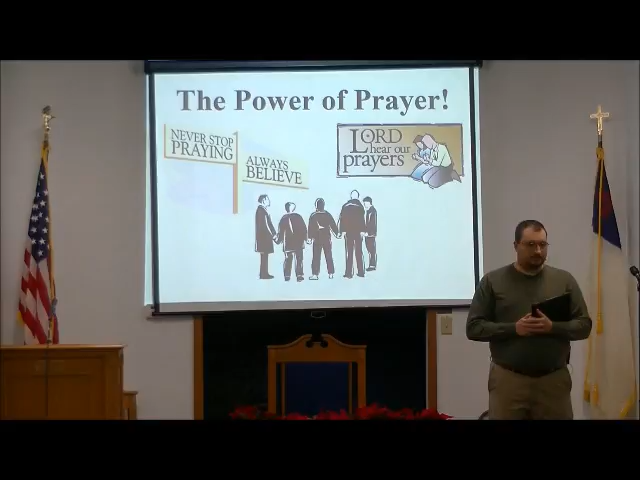 The Power of Prayer!
NEVER STOP
PRAYING
ALWAYS
BELIEVE
LORD
hear our
prayers